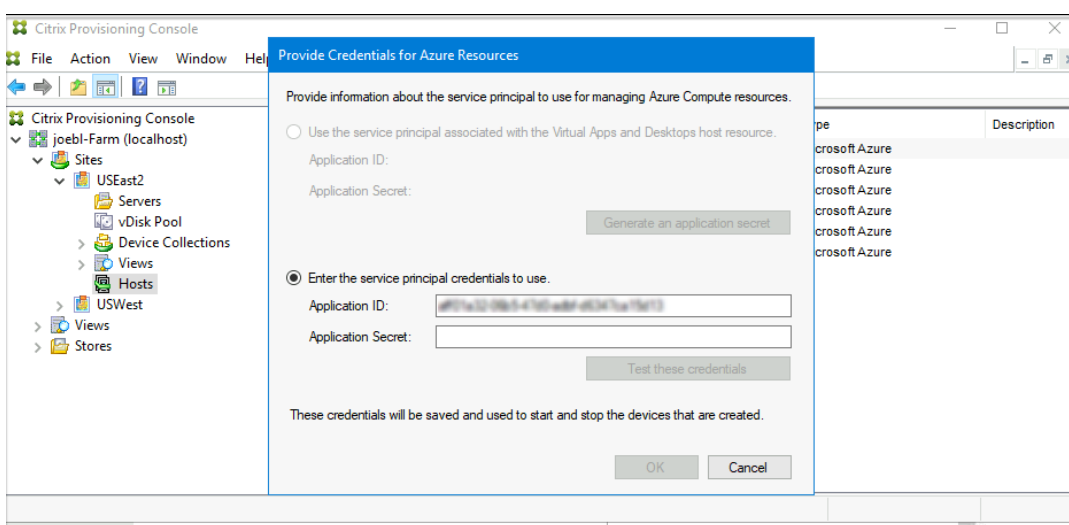 Citrix Provisioning Console
File Action View Window Hel
Provide Credentials for Azure Resources
Citrix Provisioning Console
joebl-Farm (localhost)
Sites
USEast2
Servers
vDisk Pool
Device Collections
Views
Hosts
USWest
Views
Stores
Provide information about the service principal to use for managing Azure Compute resources.
Use the service principal associated with the Virtual Apps and Desktops host resource.
Application ID:
Application Secret:
Generate an application secret
Enter the service principal credentials to use.
Application ID:
Application Secret:
Test these credentials
These credentials will be saved and used to start and stop the devices that are created.
OK Cancel
pe Description
crosoft Azure
crosoft Azure
crosoft Azure
crosoft Azure
crosoft Azure
crosoft Azure